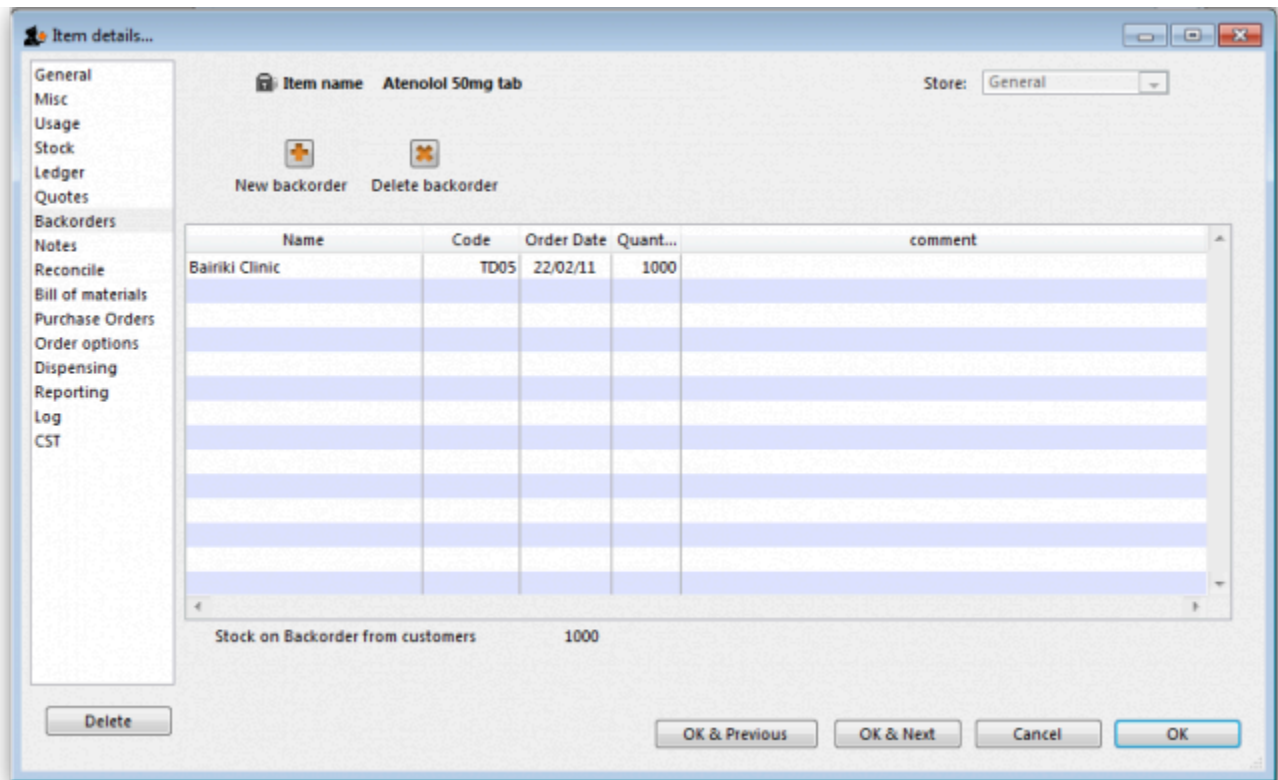 Item details...
General
Misc
Usage
Stock
Ledger
Quotes
Backorders
Notes
Reconcile
Bill of materials
Purchase Orders
Order options
Dispensing
Reporting
Log
CST
Item name Atenolol 50mg tab Store: General
New backorder Delete backorder
Name Code Order Date Quant... comment
Bairiki Clinic TD05 22/02/11 1000
Stock on Backorder from customers 1000
Delete OK & Previous OK & Next Cancel OK